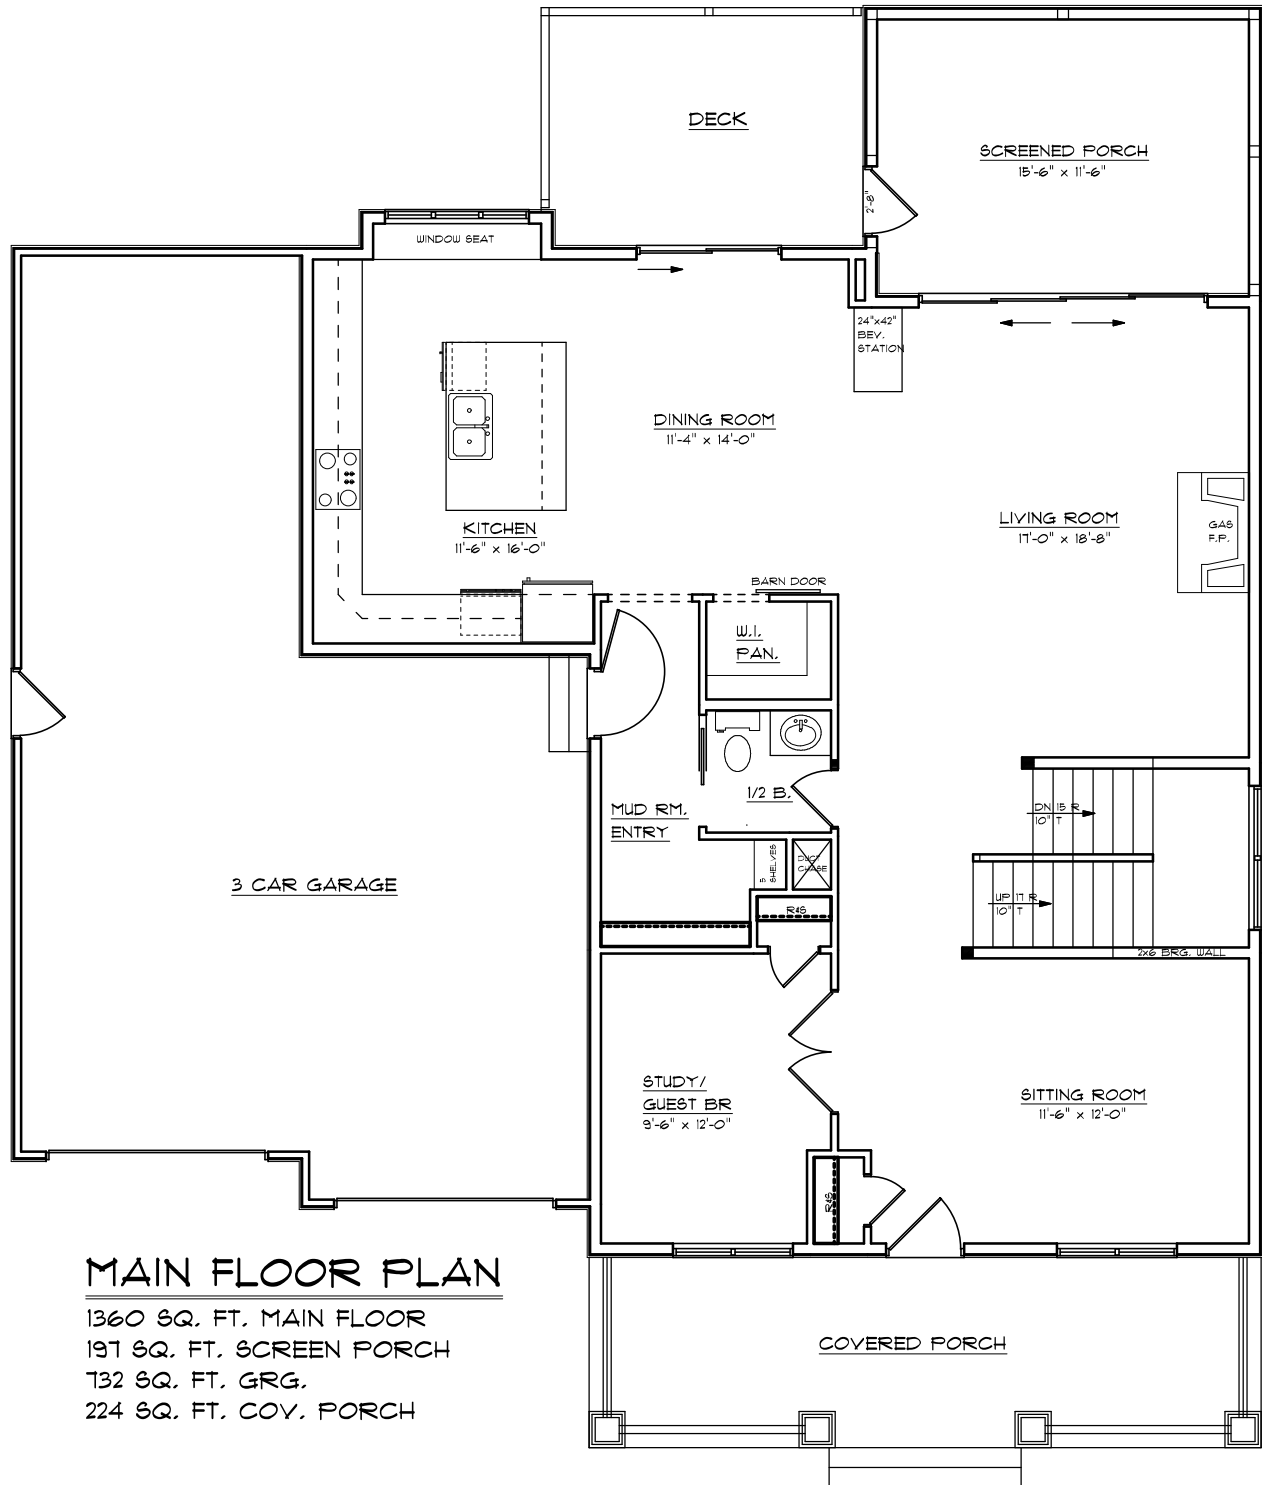 DECK
SCREENED PORCH
15'-6" x 11'-6"
2'-8"
WINDOW SEAT
24"x42"
BEV.
STATION
DINING ROOM
11'-4" x 14'-0"
KITCHEN
11'-6" x 16'-0"
LIVING ROOM
17'-0" x 18'-8"
GAS
F.P.
BARN DOOR
W.I.
PAN.
1/2 B.
MUD RM.
ENTRY
DN 15 R
10" T
5
SHELVES
DUCT
CHASE
3 CAR GARAGE
UP 17 R
10" T
R&S
2x6 BRG. WALL
STUDY/
GUEST BR
9'-6" x 12'-0"
SITTING ROOM
11'-6" x 12'-0"
R&S
MAIN FLOOR PLAN
1360 SQ. FT. MAIN FLOOR
197 SQ. FT. SCREEN PORCH
732 SQ. FT. GRG.
224 SQ. FT. COV. PORCH
COVERED PORCH